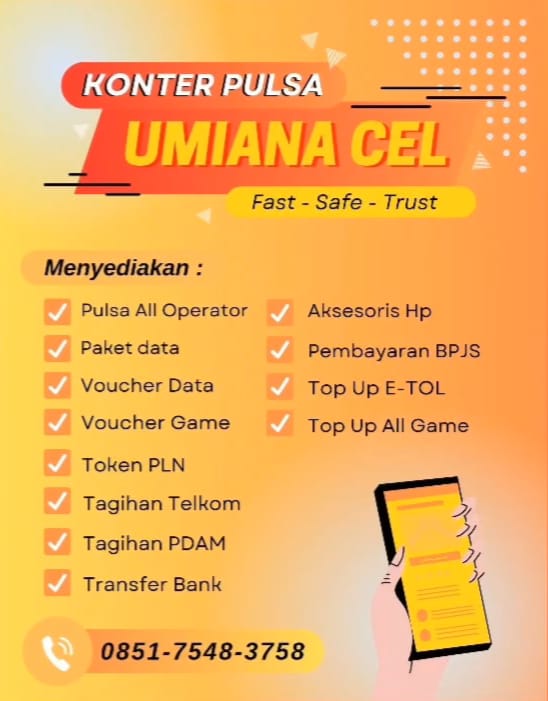 KONTER PULSA
UMIANA CEL
Fast - Safe - Trust
Menyediakan :
Pulsa All Operator
Paket data
Voucher Data
Voucher Game
Token PLN
Tagihan Telkom
Tagihan PDAM
Transfer Bank
Aksesoris Hp
Pembayaran BPJS
Top Up E-TOL
Top Up All Game
0851-7548-3758